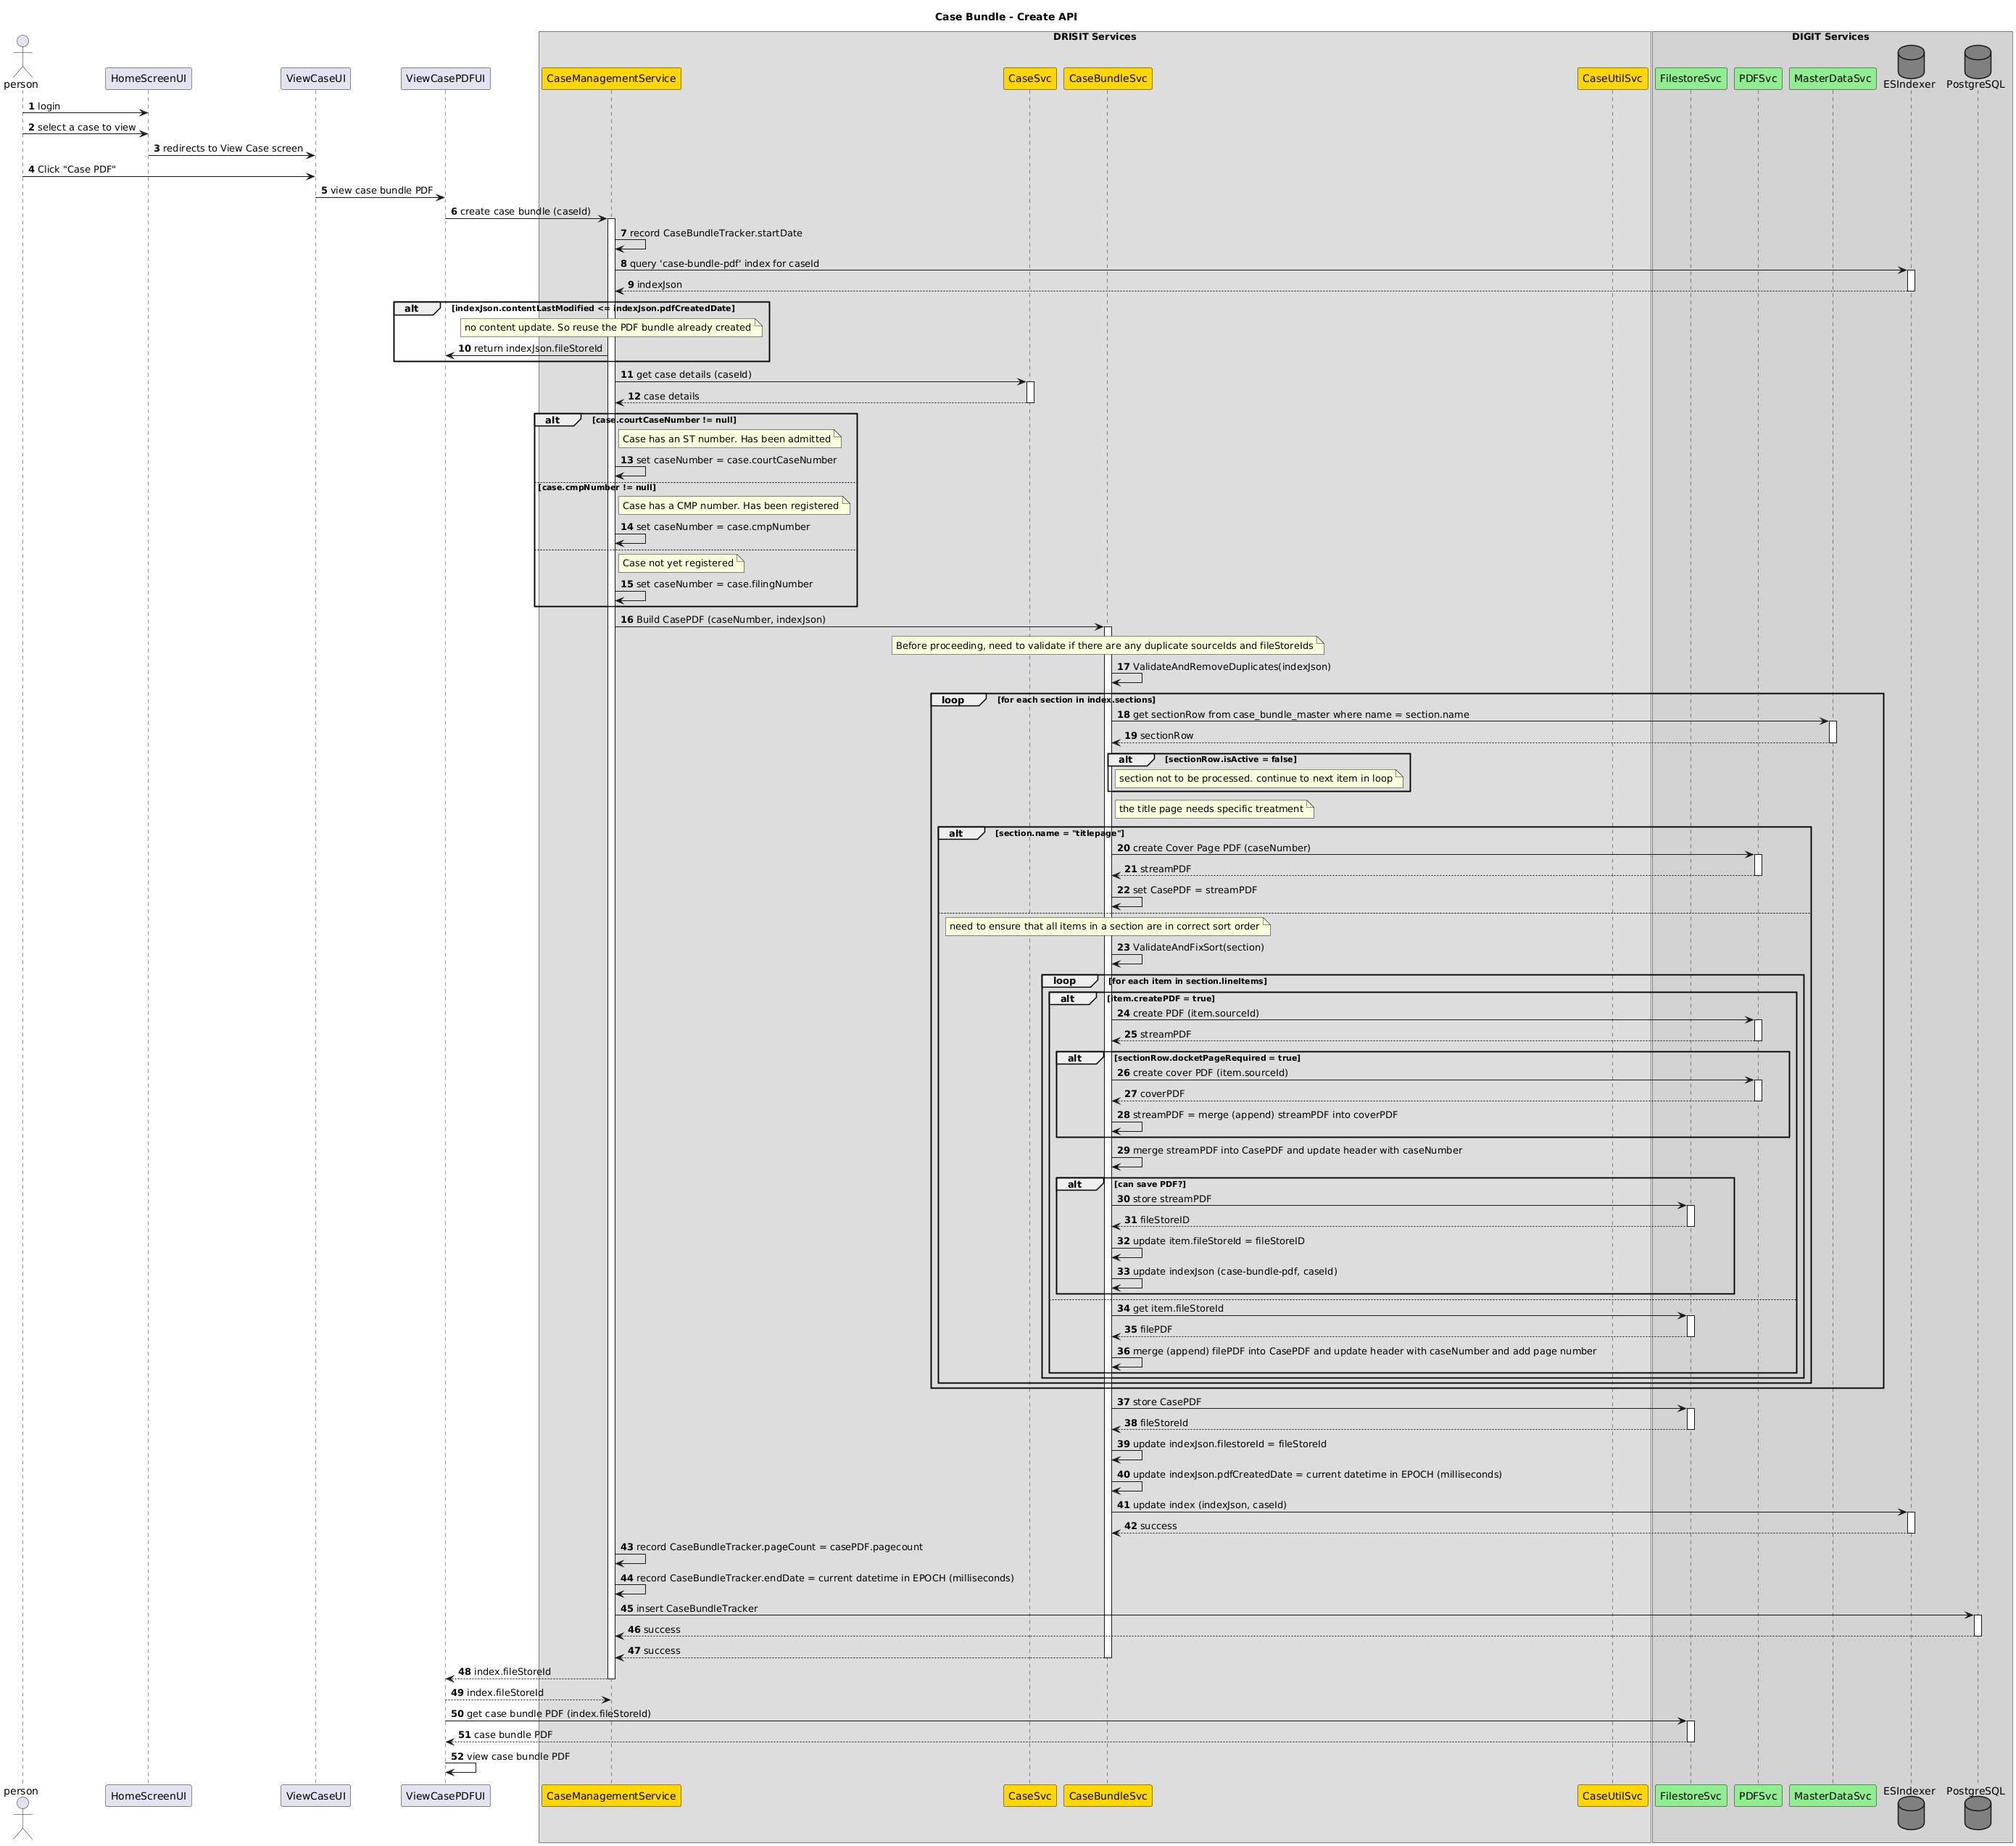 Case Bundle - Create API
DRISIT Services
DIGIT Services
person
HomeScreenUI
ViewCaseUI
ViewCasePDFUI
CaseManagementService
CaseSvc
CaseBundleSvc
CaseUtilSvc
FilestoreSvc
PDFSvc
MasterDataSvc
ESIndexer
PostgreSQL
1 login
2 select a case to view
3 redirects to View Case screen
4 Click "Case PDF"
5 view case bundle PDF
6 create case bundle (caseId)
7 record CaseBundleTracker.startDate
8 query 'case-bundle-pdf' index for caseId
9 indexJson
alt [indexJson.contentLastModified <= indexJson.pdfCreatedDate]
no content update. So reuse the PDF bundle already created
10 return indexJson.fileStoreId
11 get case details (caseId)
12 case details
alt [case.courtCaseNumber != null]
Case has an ST number. Has been admitted
13 set caseNumber = case.courtCaseNumber
[case.cmpNumber != null]
Case has a CMP number. Has been registered
14 set caseNumber = case.cmpNumber
Case not yet registered
15 set caseNumber = case.filingNumber
16 Build CasePDF (caseNumber, indexJson)
Before proceeding, need to validate if there are any duplicate sourceIds and fileStoreIds
17 ValidateAndRemoveDuplicates(indexJson)
loop [for each section in index.sections]
18 get sectionRow from case_bundle_master where name = section.name
19 sectionRow
alt [sectionRow.isActive = false]
section not to be processed. continue to next item in loop
the title page needs specific treatment
alt [section.name = "titlepage"]
20 create Cover Page PDF (caseNumber)
21 streamPDF
22 set CasePDF = streamPDF
need to ensure that all items in a section are in correct sort order
23 ValidateAndFixSort(section)
loop [for each item in section.lineItems]
alt [item.createPDF = true]
24 create PDF (item.sourceId)
25 streamPDF
alt [sectionRow.docketPageRequired = true]
26 create cover PDF (item.sourceId)
27 coverPDF
28 streamPDF = merge (append) streamPDF into coverPDF
29 merge streamPDF into CasePDF and update header with caseNumber
alt [can save PDF?]
30 store streamPDF
31 fileStoreID
32 update item.fileStoreId = fileStoreID
33 update indexJson (case-bundle-pdf, caseId)
34 get item.fileStoreId
35 filePDF
36 merge (append) filePDF into CasePDF and update header with caseNumber and add page number
37 store CasePDF
38 fileStoreId
39 update indexJson.filestoreId = fileStoreId
40 update indexJson.pdfCreatedDate = current datetime in EPOCH (milliseconds)
41 update index (indexJson, caseId)
42 success
43 record CaseBundleTracker.pageCount = casePDF.pagecount
44 record CaseBundleTracker.endDate = current datetime in EPOCH (milliseconds)
45 insert CaseBundleTracker
46 success
47 success
48 index.fileStoreId
49 index.fileStoreId
50 get case bundle PDF (index.fileStoreId)
51 case bundle PDF
52 view case bundle PDF
person
HomeScreenUI
ViewCaseUI
ViewCasePDFUI
CaseManagementService
CaseSvc
CaseBundleSvc
CaseUtilSvc
FilestoreSvc
PDFSvc
MasterDataSvc
ESIndexer
PostgreSQL